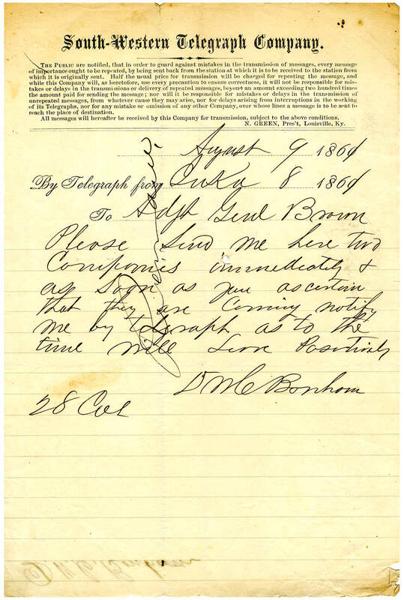 South-Western Telegraph Company.
THE PUBLIC are notified, that in order to guard against mistakes in the transmission of messages, every message
of importance ought to be repeated, by being sent back from the station at which it is to be received to the station from
which it is originally sent. Half the usual price for transmission will be charged for repeating the message, and
while this Company will, as heretofore, use every precaution to ensure correctness, it will not be responsible for mis-
takes or delays in the transmission or delivery of repeated messages, beyond an amount exceeding two hundred times
the amount paid for sending the message; nor will it be responsible for mistakes or delays in the transmission of
unrepeated messages, from whatever cause they may arise, nor for delays arising from interruptions in the working
of its Telegraphs, nor for any mistake or omission of any other Company, over whose lines a message is to be sent to
reach the place of destination.
All messages will hereafter be received by this Company for transmission, subject to the above conditions.
N. GREEN, Pres't, Louisville, Ky.
August 9 1864
By Telegraph from Iuka 8 1864
To Adjt Genl Brown
Please send me here two
Companies immediately &
as soon as you ascertain
that they are coming notify
me by telegraph as to the
time will leave Positively
D M C Bonham
28 Col